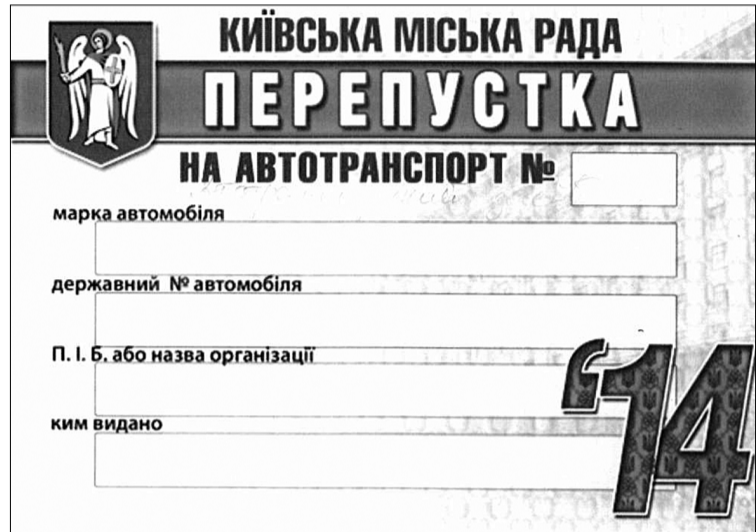 КИЇВСЬКА МІСЬКА РАДА
ПЕРЕПУСТКА
НА АВТОТРАНСПОРТ №
марка автомобіля
державний № автомобіля
П. І. Б. або назва організації
ким видано
‘14